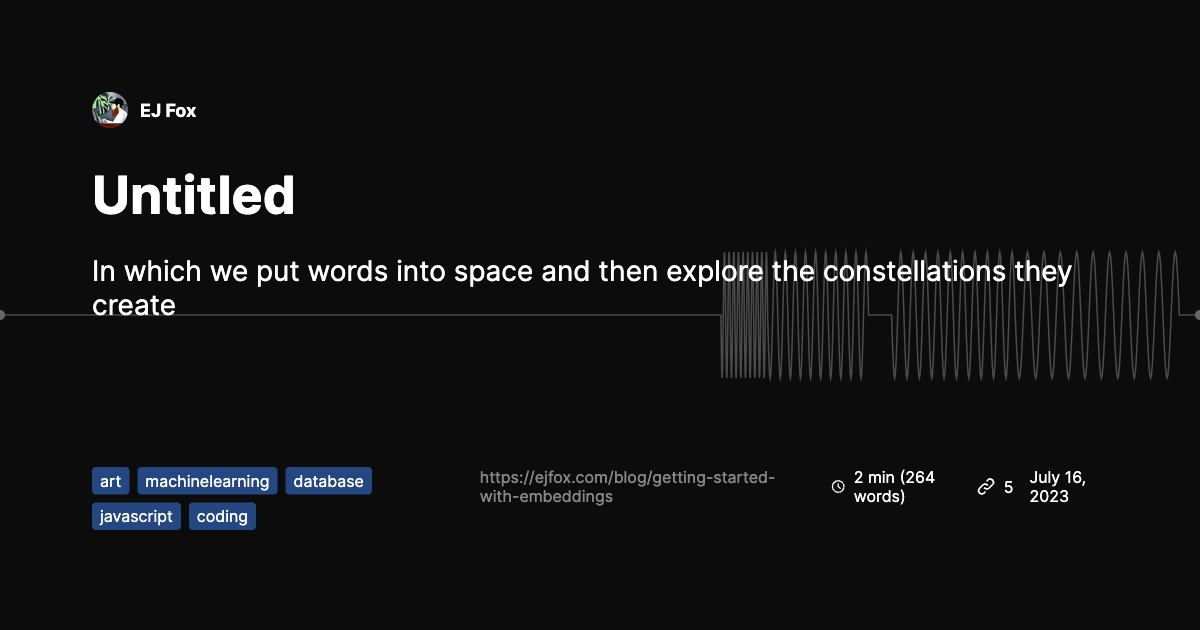 EJ Fox
Untitled
In which we put words into space and then explore the constellations they
create
art machinelearning database
javascript coding
https://ejfox.com/blog/getting-started-
with-embeddings
2 min (264
words)
5
July 16,
2023